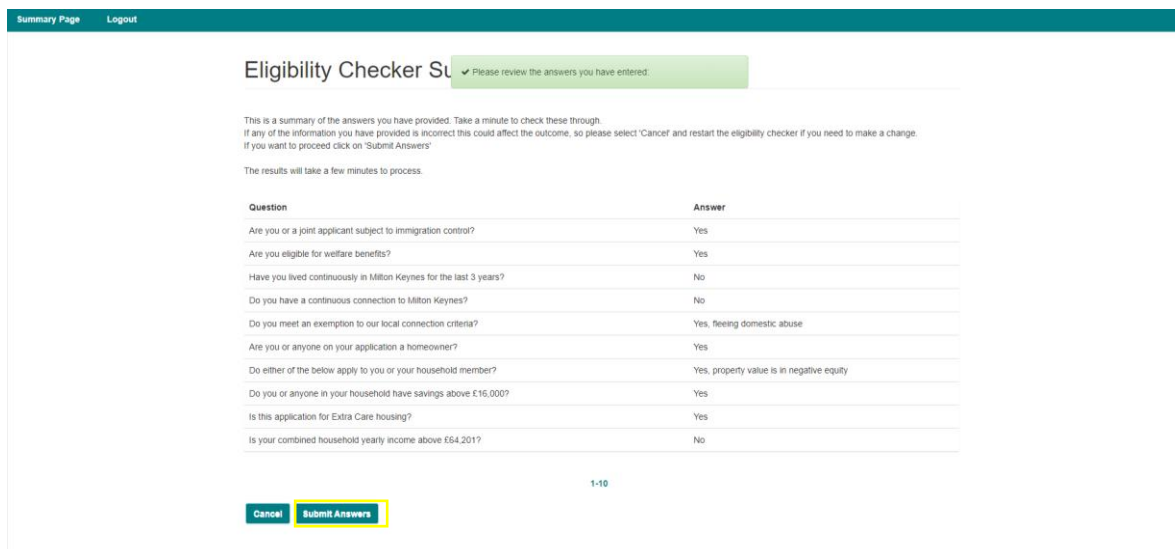 Summary Page Logout
Eligibility Checker Su
✔ Please review the answers you have entered:
This is a summary of the answers you have provided. Take a minute to check these through.
If any of the information you have provided is incorrect this could affect the outcome, so please select 'Cancel' and restart the eligibility checker if you need to make a change.
If you want to proceed click on 'Submit Answers'
The results will take a few minutes to process.
Question Answer
Are you or a joint applicant subject to immigration control? Yes
Are you eligible for welfare benefits? Yes
Have you lived continuously in Milton Keynes for the last 3 years? No
Do you have a continuous connection to Milton Keynes? No
Do you meet an exemption to our local connection criteria? Yes, fleeing domestic abuse
Are you or anyone on your application a homeowner? Yes
Do either of the below apply to you or your household member? Yes, property value is in negative equity
Do you or anyone in your household have savings above £16,000? Yes
Is this application for Extra Care housing? Yes
Is your combined household yearly income above £64,201? No
1-10
Cancel Submit Answers